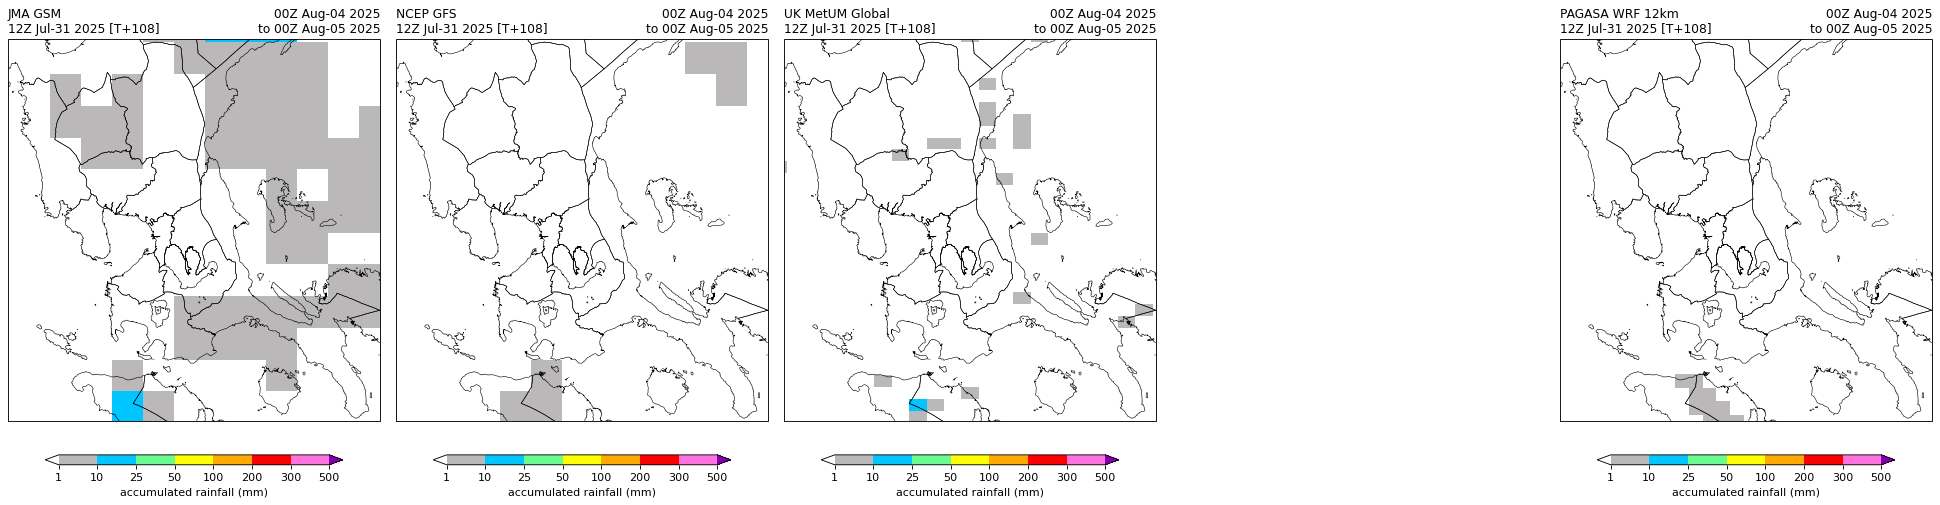 JMA GSM 00Z Aug-04 2025
12Z Jul-31 2025 [T+108] to 00Z Aug-05 2025
1 10 25 50 100 200 300 500
accumulated rainfall (mm)
NCEP GFS 00Z Aug-04 2025
12Z Jul-31 2025 [T+108] to 00Z Aug-05 2025
1 10 25 50 100 200 300 500
accumulated rainfall (mm)
UK MetUM Global 00Z Aug-04 2025
12Z Jul-31 2025 [T+108] to 00Z Aug-05 2025
1 10 25 50 100 200 300 500
accumulated rainfall (mm)
PAGASA WRF 12km 00Z Aug-04 2025
12Z Jul-31 2025 [T+108] to 00Z Aug-05 2025
1 10 25 50 100 200 300 500
accumulated rainfall (mm)